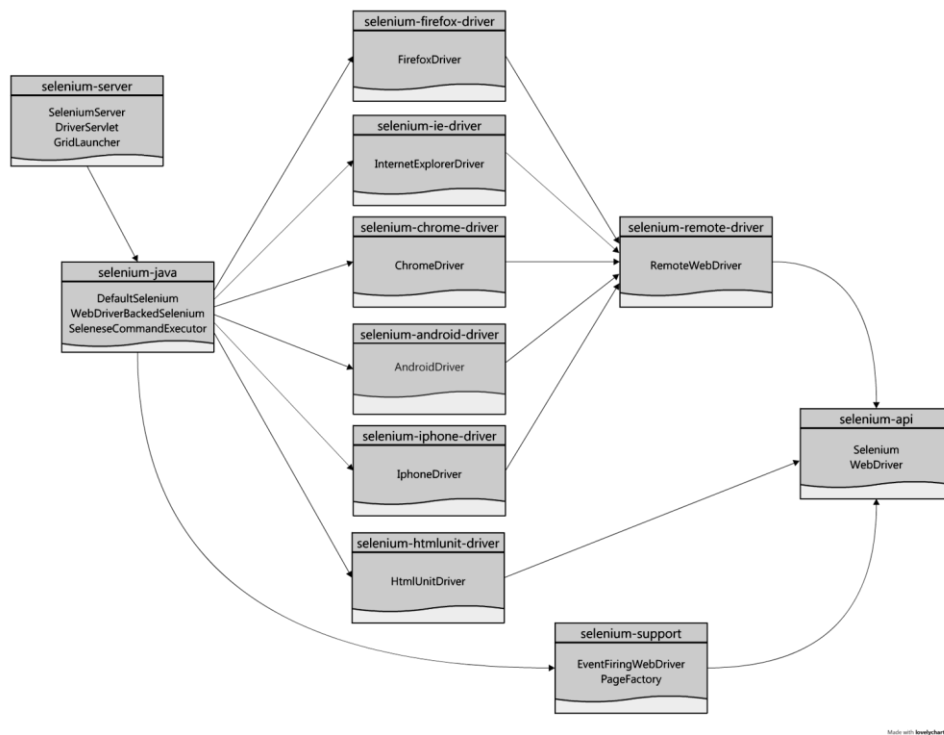 selenium-firefox-driver
FirefoxDriver
selenium-server
SeleniumServer
DriverServlet
GridLauncher
selenium-ie-driver
InternetExplorerDriver
selenium-chrome-driver
ChromeDriver
selenium-remote-driver
RemoteWebDriver
selenium-java
DefaultSelenium
WebDriverBackedSelenium
SeleneseCommandExecutor
selenium-android-driver
AndroidDriver
selenium-iphone-driver
IphoneDriver
selenium-api
Selenium
WebDriver
selenium-htmlunit-driver
HtmlUnitDriver
selenium-support
EventFiringWebDriver
PageFactory
Made with lovelychart